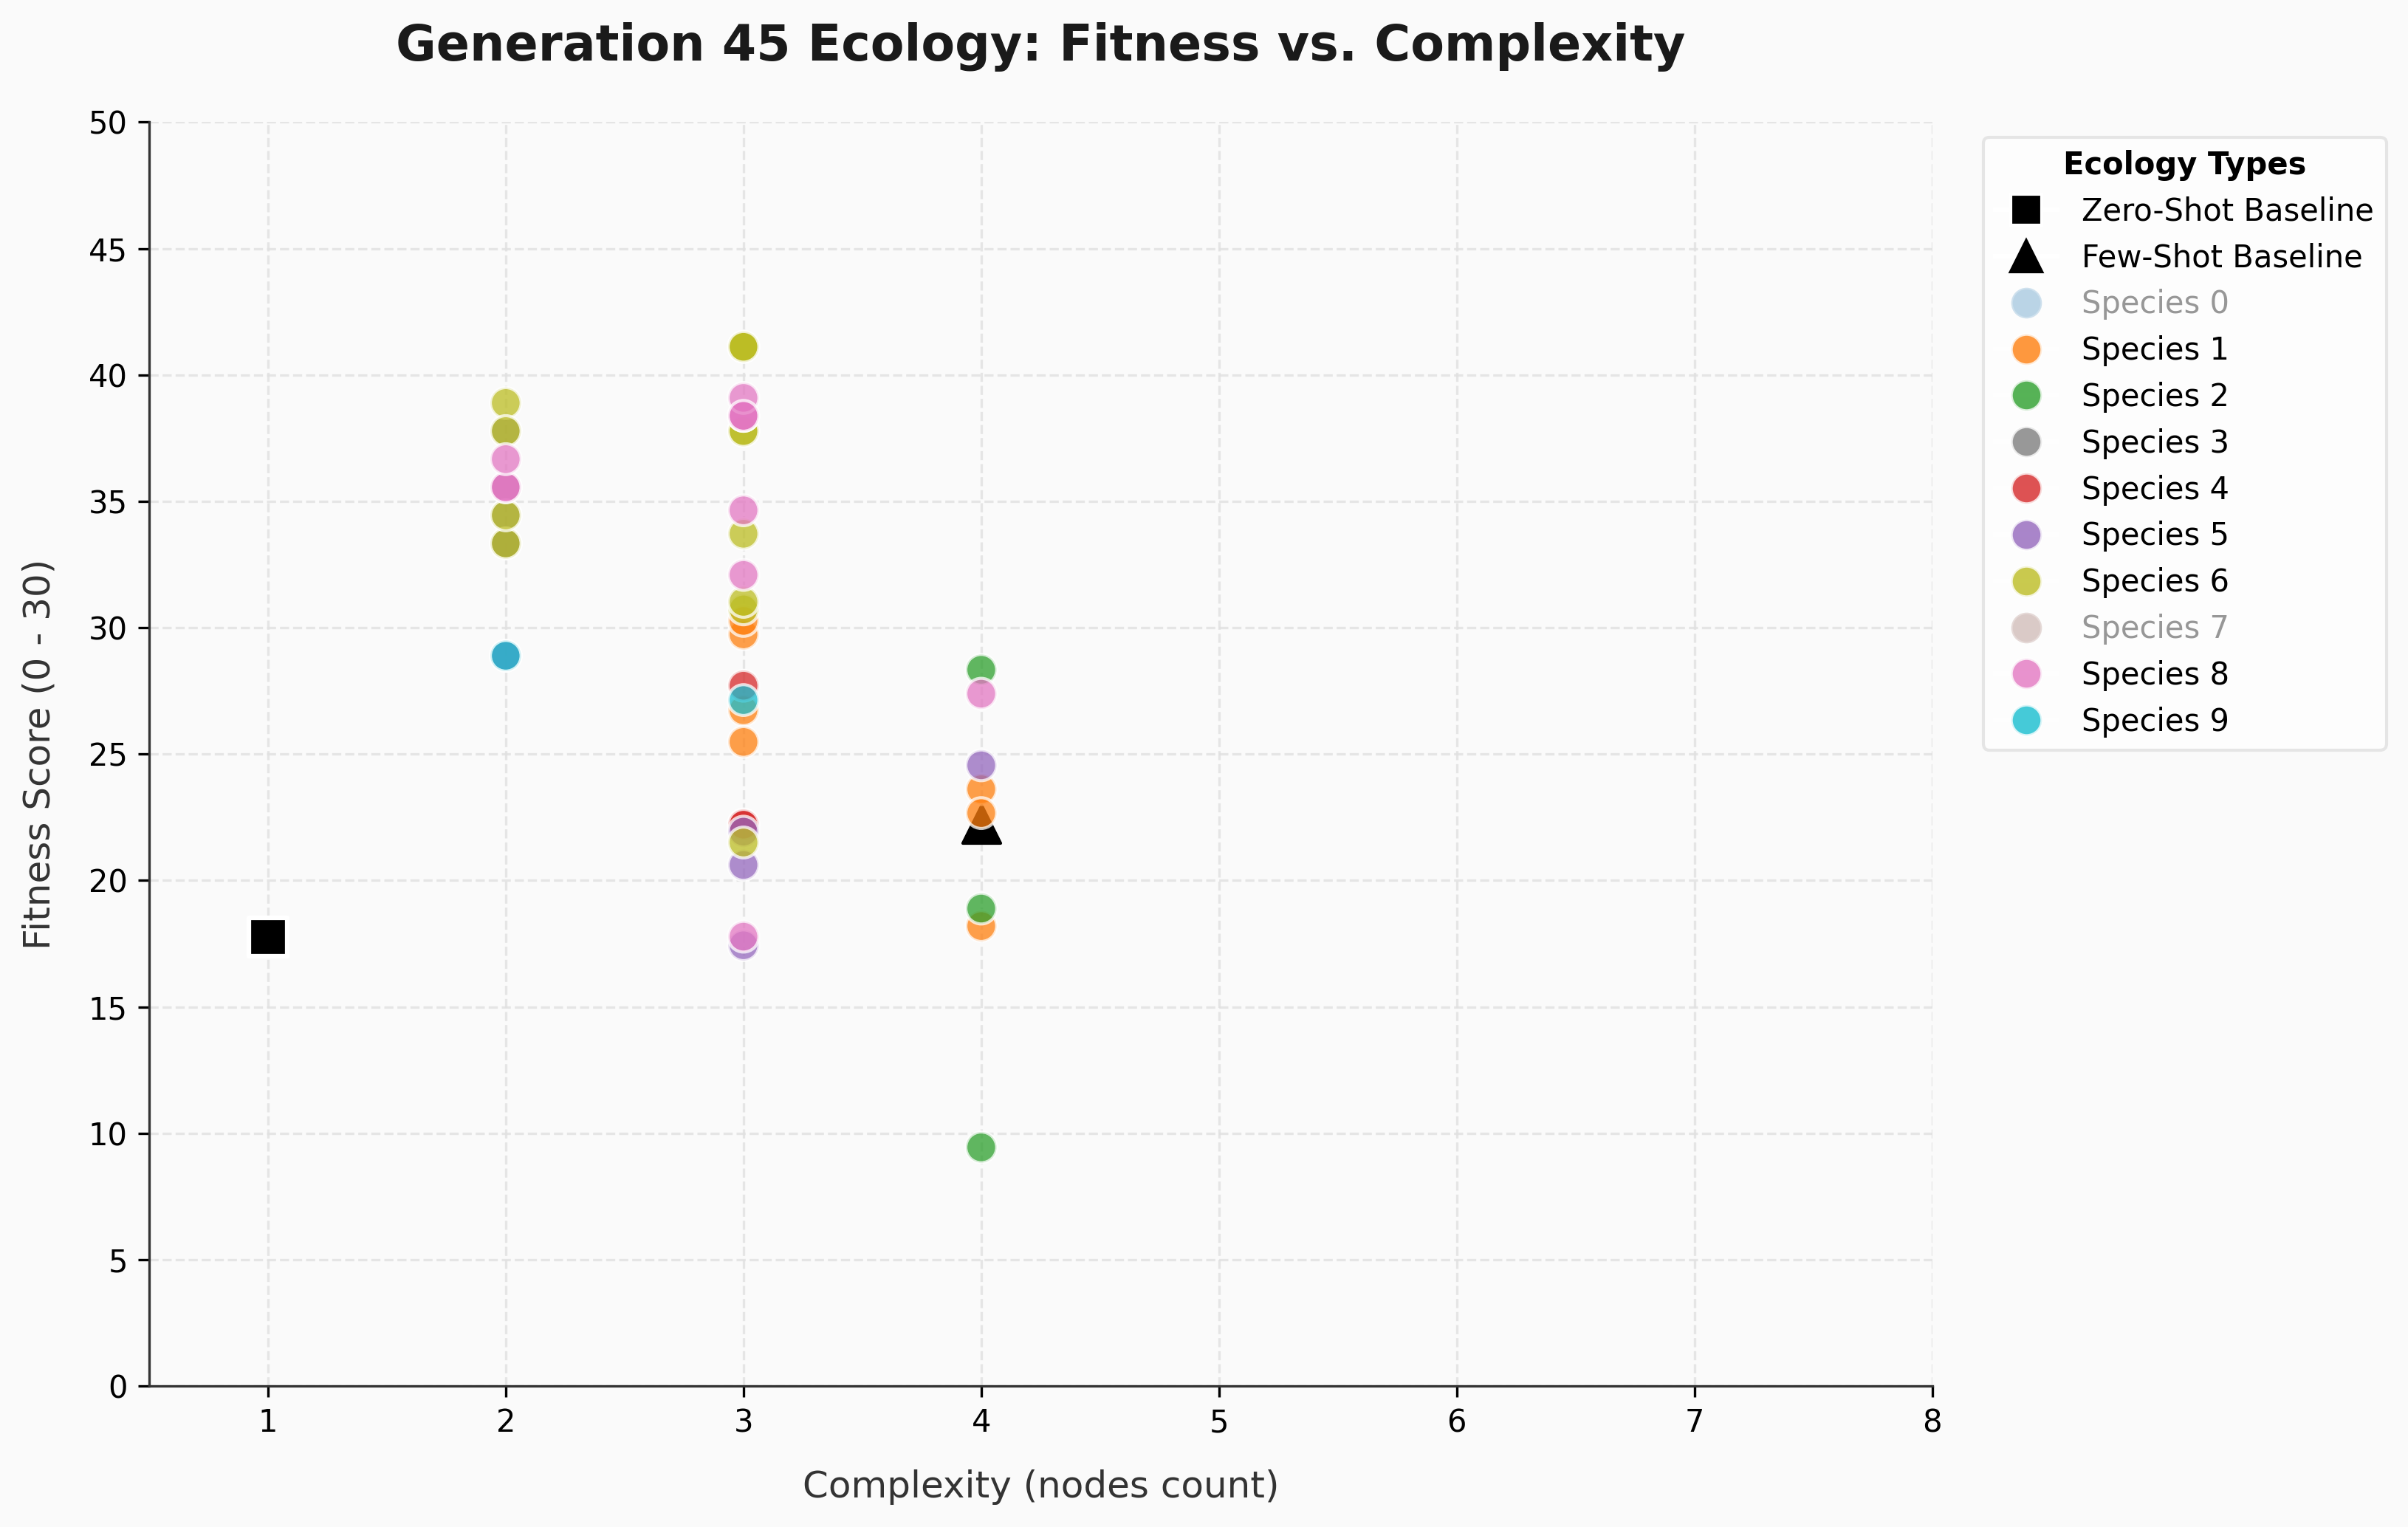 Generation 45 Ecology: Fitness vs. Complexity
50
45
40
35
30
25
20
15
10
5
0
Fitness Score (0 - 30)
1 2 3 4 5 6 7 8
Complexity (nodes count)
Ecology Types
Zero-Shot Baseline
Few-Shot Baseline
Species 0
Species 1
Species 2
Species 3
Species 4
Species 5
Species 6
Species 7
Species 8
Species 9